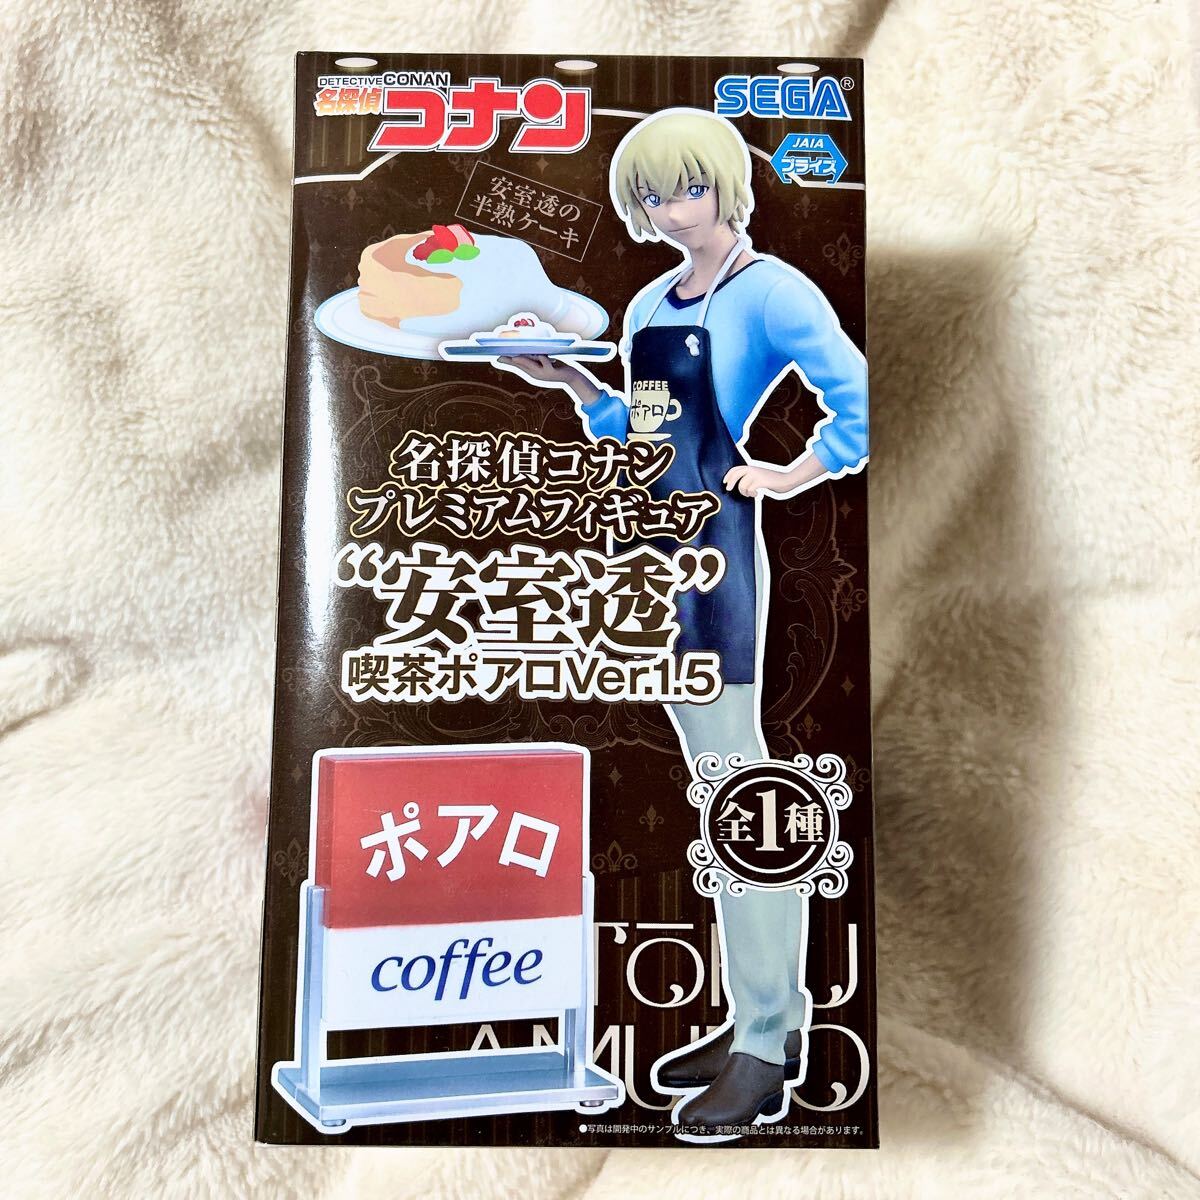 DETECTIVE CONAN
名探偵
コナン
SEGA®
JAIA
プライズ
安室透の
半熟ケーキ
COFFEE
ポアロ
名探偵コナン
プレミアムフィギュア
“安室透”
喫茶ポアロVer.1.5
全1種
ポアロ
coffee
●写真は開発中のサンプルにつき、実際の商品とは異なる場合があります。